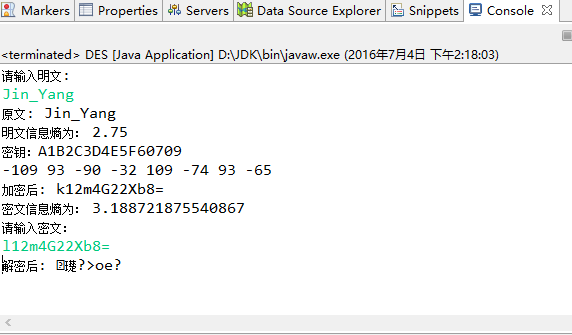 Markers Properties Servers Data Source Explorer Snippets Console
<terminated> DES [Java Application] D:\JDK\bin\javaw.exe (2016年7月4日 下午2:18:03)
请输入明文:
Jin_Yang
原文: Jin_Yang
明文信息熵为: 2.75
密钥:A1B2C3D4E5F60709
-109 93 -90 -32 109 -74 93 -65
加密后: k12m4G22Xb8=
密文信息熵为: 3.188721875540867
请输入密文:
l12m4G22Xb8=
解密后: ?>oe?